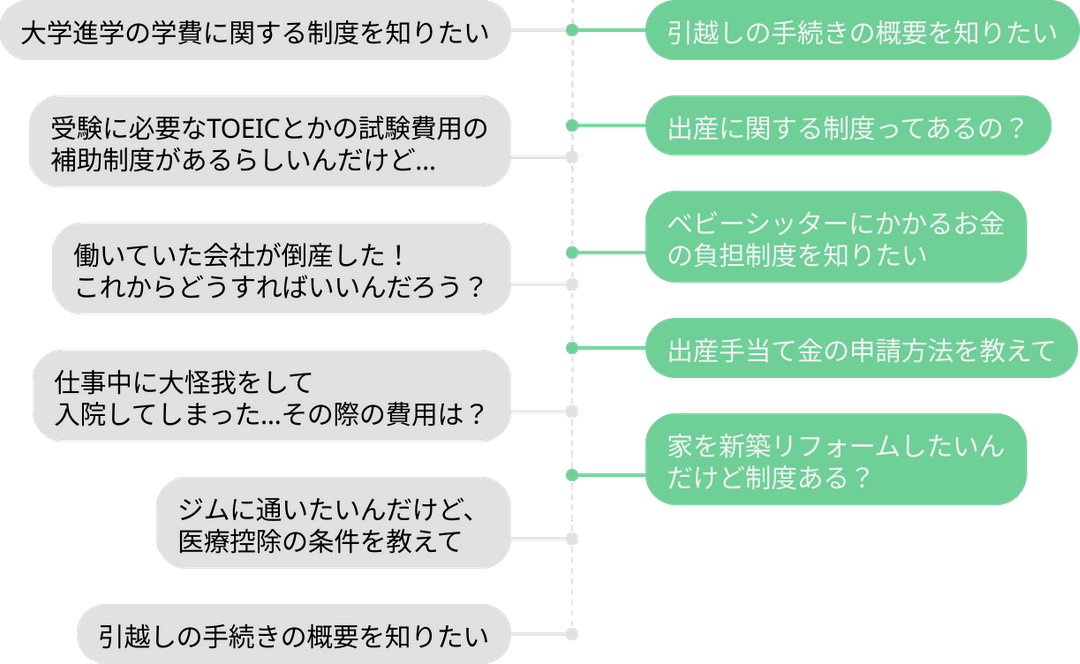 大学進学の学費に関する制度を知りたい
引越しの手続きの概要を知りたい
受験に必要なTOEICとかの試験費用の
補助制度があるらしいんだけど…
出産に関する制度ってあるの？
働いていた会社が倒産した！
これからどうすればいいんだろう？
ベビーシッターにかかるお金
の負担制度を知りたい
仕事中に大怪我をして
入院してしまった…その際の費用は？
出産手当て金の申請方法を教えて
ジムに通いたいんだけど、
医療控除の条件を教えて
家を新築リフォームしたいん
だけど制度ある？
引越しの手続きの概要を知りたい